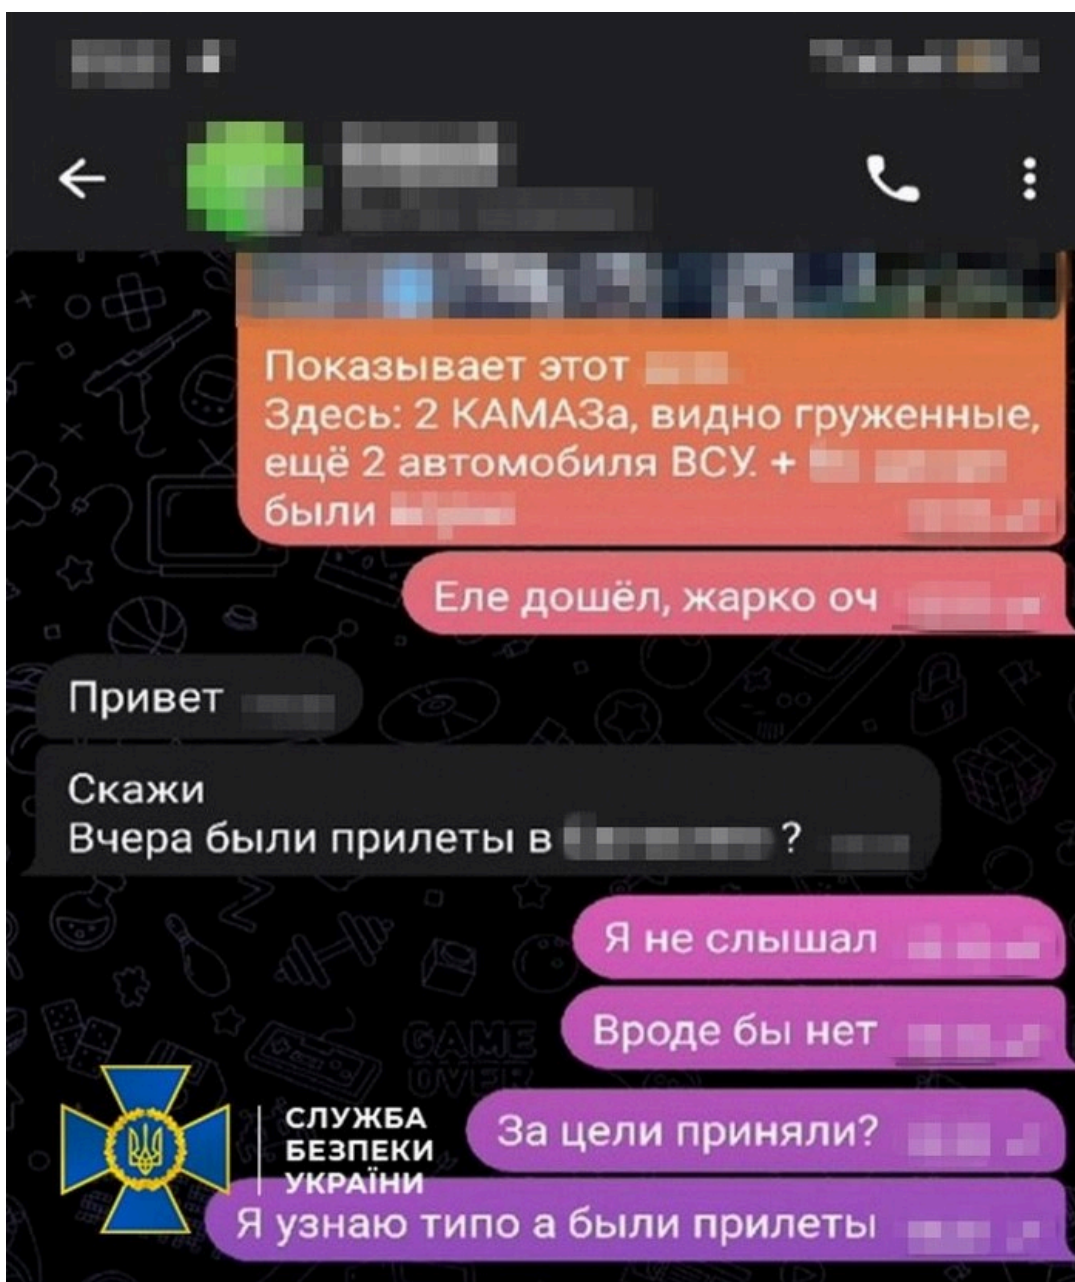 Показывает этот
Здесь: 2 КАМАЗа, видно груженные,
ещё 2 автомобиля ВСУ. +
были
Еле дошёл, жарко оч
Привет
Скажи
Вчера были прилеты в ?
Я не слышал
Вроде бы нет
GAME
OVER
За цели приняли?
СЛУЖБА
БЕЗПЕКИ
УКРАЇНИ
Я узнаю типо а были прилеты